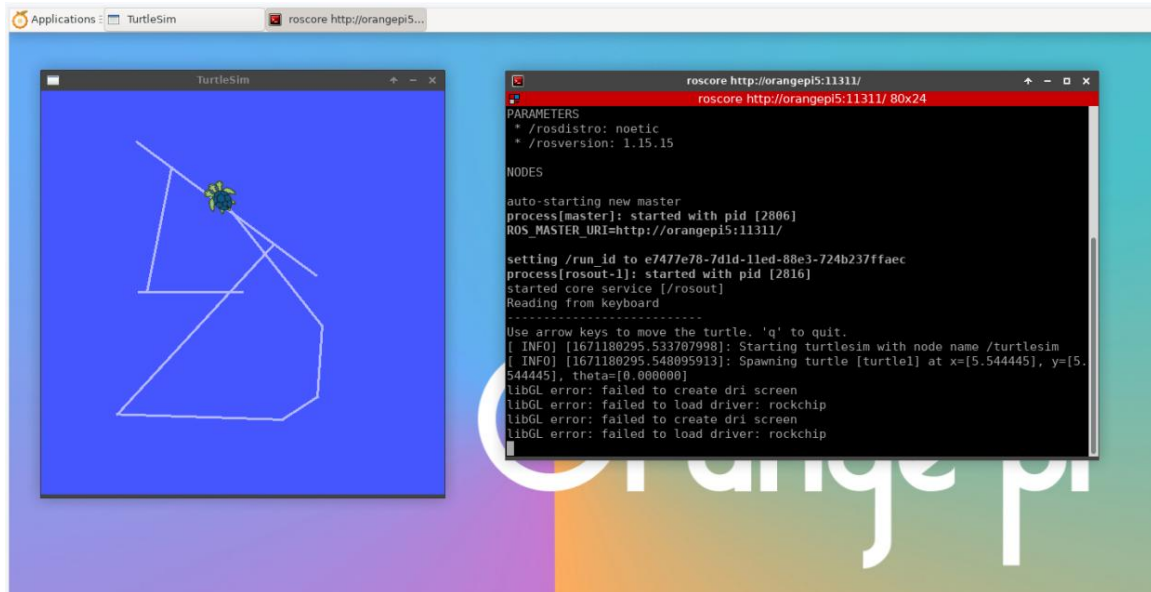 Applications
TurtleSim
roscore http://orangepi5...
TurtleSim
roscore http://orangepi5:11311/
roscore http://orangepi5:11311/ 80x24
PARAMETERS
* /rosdistro: noetic
* /rosversion: 1.15.15
NODES
auto-starting new master
process[master]: started with pid [2806]
ROS_MASTER_URI=http://orangepi5:11311/
setting /run_id to e7477e78-7d1d-11ed-88e3-724b237ffaec
process[rosout-1]: started with pid [2816]
started core service [/rosout]
Reading from keyboard
---------------------------
Use arrow keys to move the turtle. 'q' to quit.
[ INFO] [1671180295.533707998]: Starting turtlesim with node name /turtlesim
[ INFO] [1671180295.548095913]: Spawning turtle [turtle1] at x=[5.544445], y=[5.
544445], theta=[0.000000]
libGL error: failed to create dri screen
libGL error: failed to load driver: rockchip
libGL error: failed to create dri screen
libGL error: failed to load driver: rockchip
Orange pi